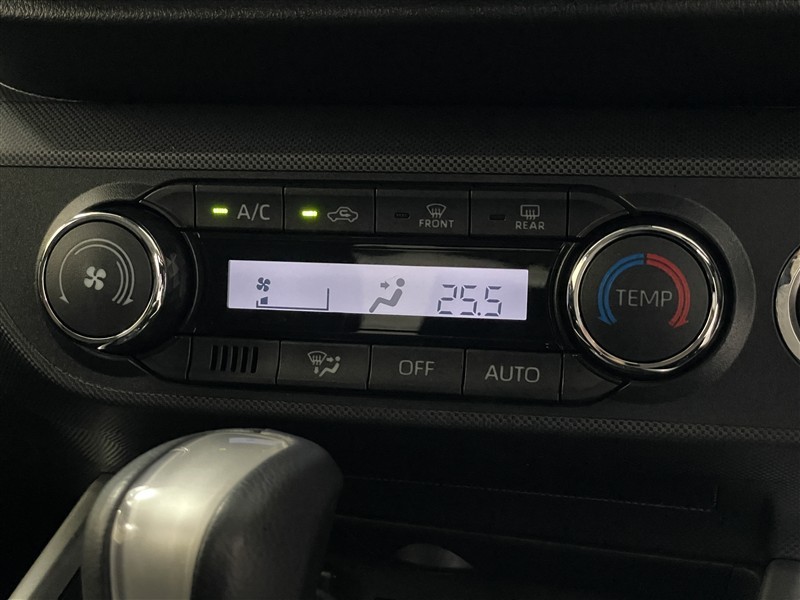 A/C
FRONT
REAR
25.5
TEMP
OFF
AUTO